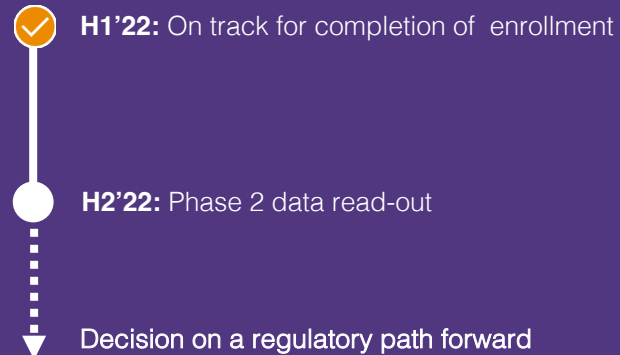 H1’22: On track for completion of enrollment
H2’22: Phase 2 data read-out
Decision on a regulatory path forward